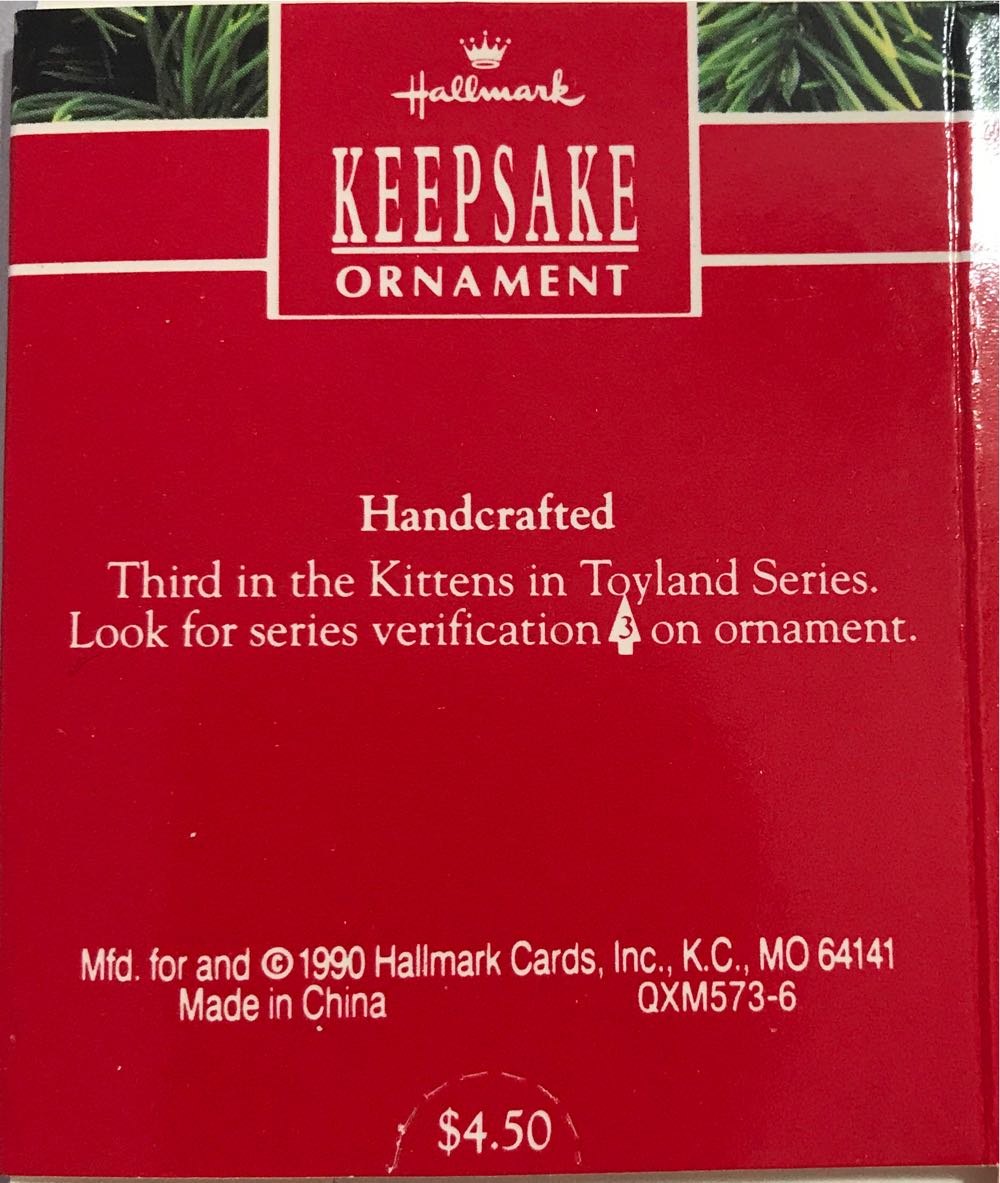 Hallmark
KEEPSAKE
ORNAMENT
Handcrafted
Third in the Kittens in Toyland Series.
Look for series verification 3 on ornament.
Mfd. for and © 1990 Hallmark Cards, Inc., K.C., MO 64141
Made in China QXM573-6
$4.50